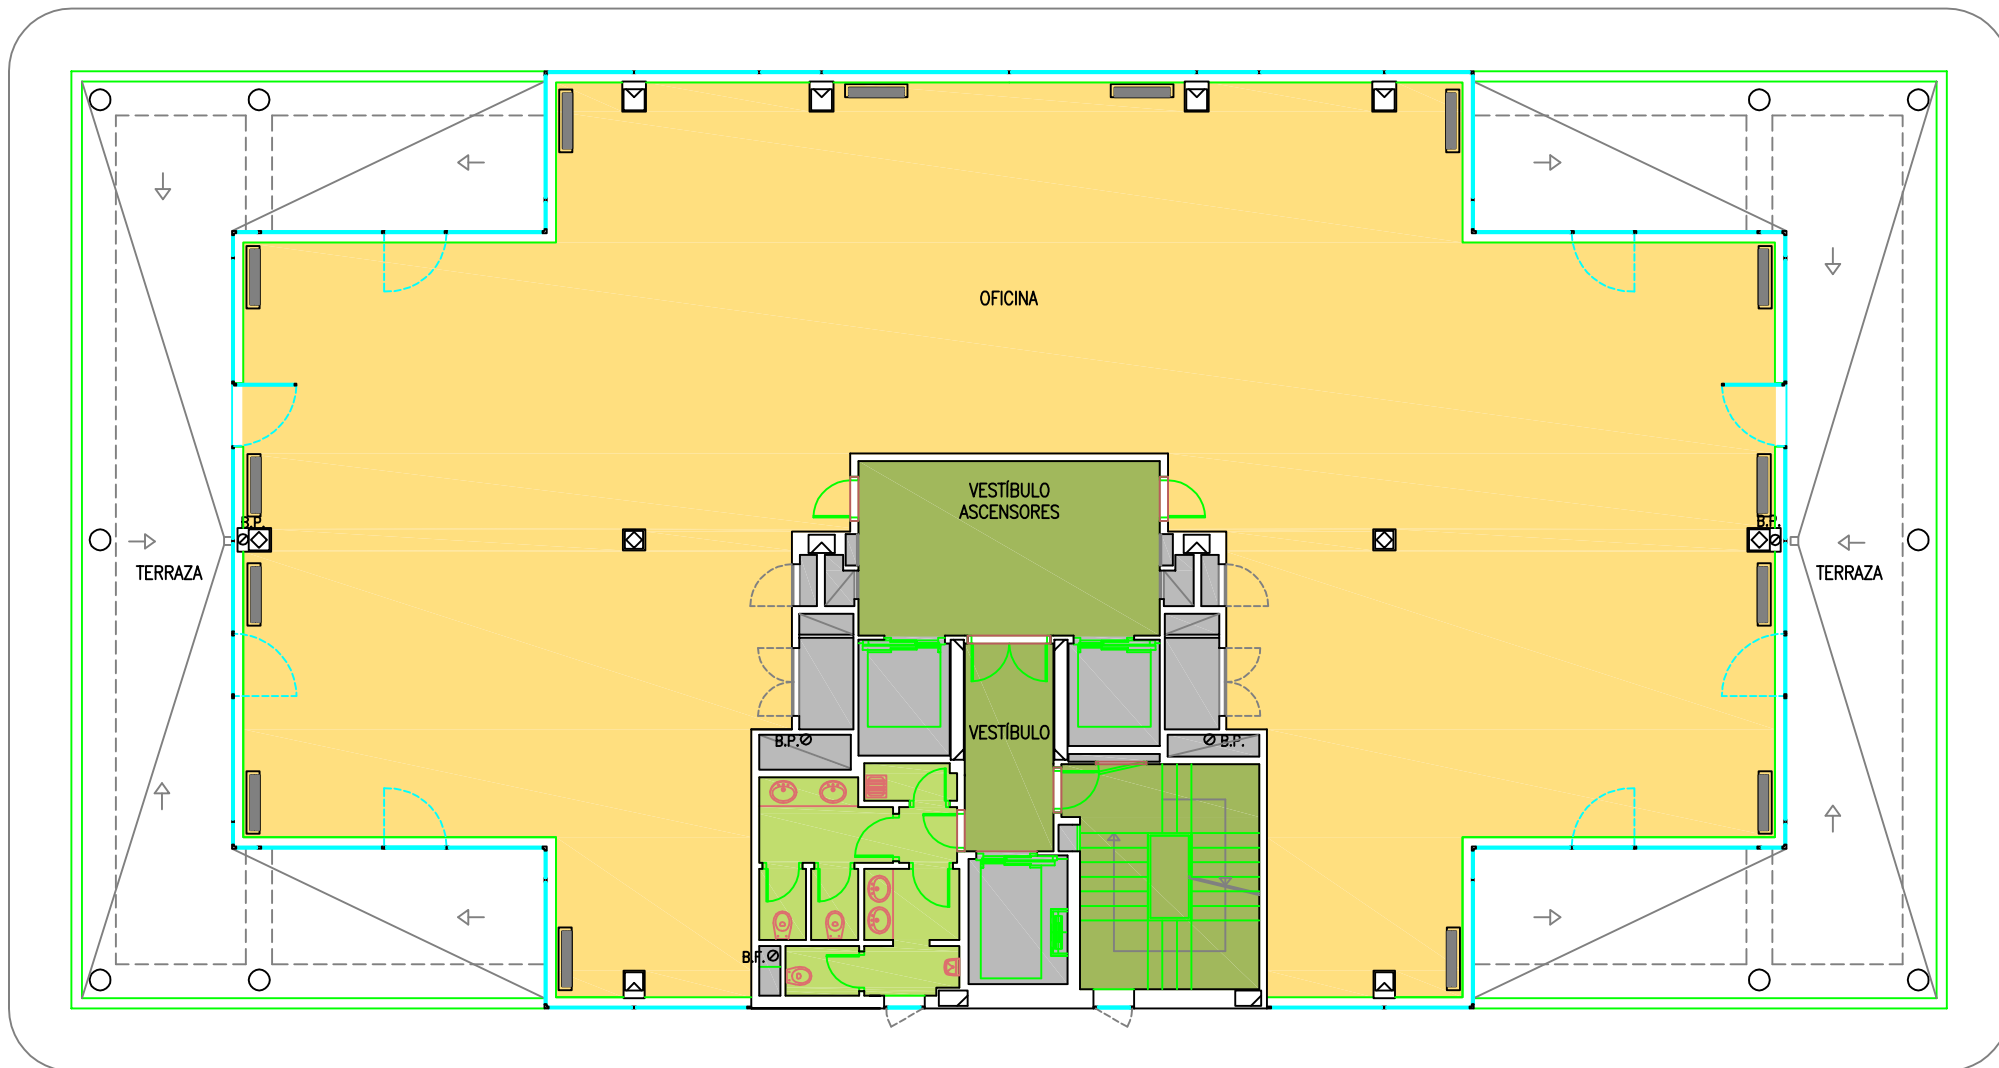 OFICINA
VESTÍBULO
ASCENSORES
B.P.
B.P.
TERRAZA
TERRAZA
VESTÍBULO
B.P.
B.P.
B.F.